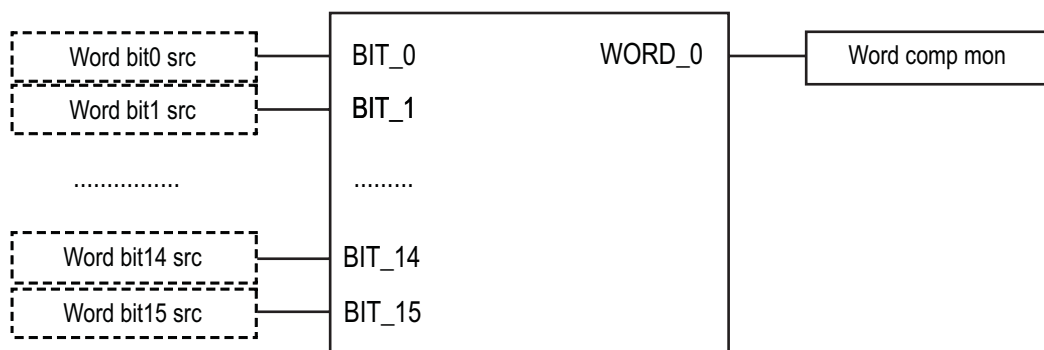 Word bit0 src BIT_0 WORD_0 Word comp mon
Word bit1 src BIT_1
................ .........
Word bit14 src BIT_14
Word bit15 src BIT_15